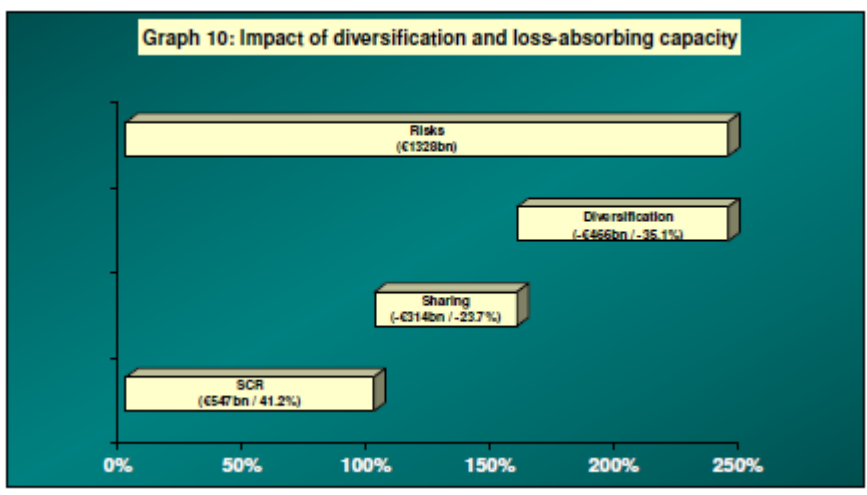 Graph 10: Impact of diversification and loss-absorbing capacity
Risks
(€1328bn)
Diversification
(-€466bn / -35.1%)
Sharing
(-€314bn / -23.7%)
SCR
(€547bn / 41.2%)
0% 50% 100% 150% 200% 250%